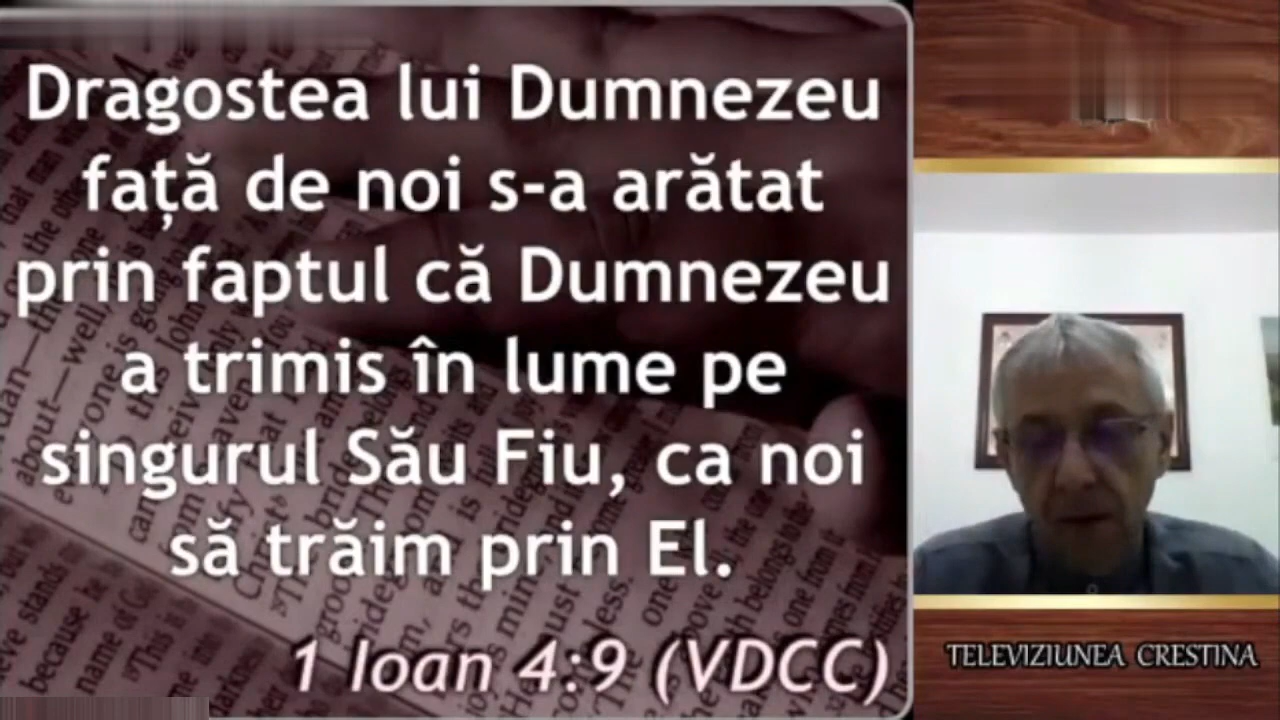 Dragostea lui Dumnezeu
față de noi s-a arătat
prin faptul că Dumnezeu
a trimis în lume pe
singurul Său Fiu, ca noi
să trăim prin El.
1 Ioan 4:9 (VDCC)
TELEVIZIUNEA CRESTINA